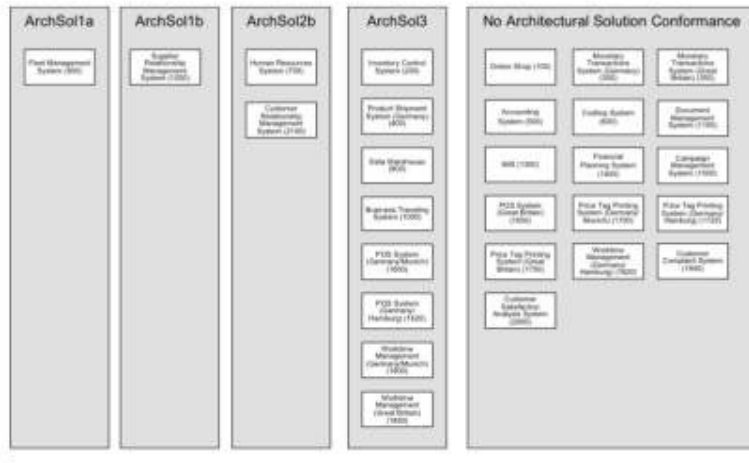 ArchSol1a
Fleet Management
System (900)
ArchSol1b
Supplier
Relationship
Management
System (1200)
ArchSol2b
Human Resources
System (700)
Customer
Relationship
Management
System (2100)
ArchSol3
Inventory Control
System (200)
Product Shipment
System (Germany)
(400)
Data Warehouse
(800)
Business Traveling
System (1000)
POS System
(Germany/Munich)
(1600)
POS System
(Germany/
Hamburg) (1620)
Worktime
Management
(Germany/Munich)
(1800)
Worktime
Management
(Great Britain)
No Architectural Solution Conformance
Online Shop (100)
Monetary
Transactions
System (Germany)
(300)
Monetary
Transactions
System (Great
Britain) (350)
Accounting
System (500)
Costing System
(600)
Document
Management
System (1100)
MIS (1300)
Financial
Planning System
(1400)
Campaign
Management
System (1500)
POS System
(Great Britain)
(1650)
Price Tag Printing
System (Germany/
Munich) (1700)
Price Tag Printing
System (Germany/
Hamburg) (1720)
Price Tag Printing
System (Great
Britain) (1750)
Worktime
Management
(Germany/
Hamburg) (1820)
Customer
Complaint System
(1900)
Customer
Satisfaction
Analysis System
(2000)